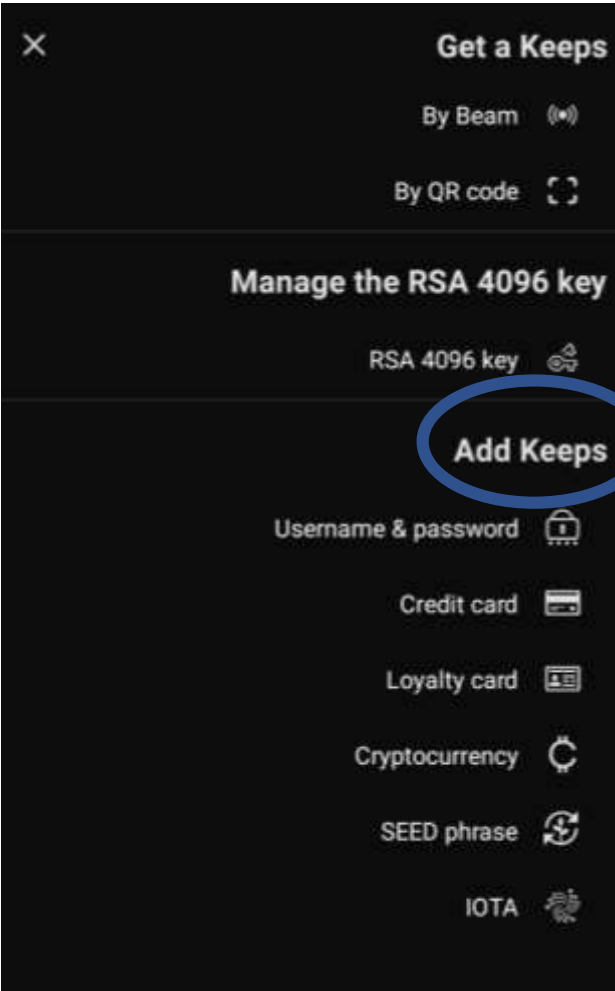 Get a Keeps
By Beam
By QR code
Manage the RSA 4096 key
RSA 4096 key
Add Keeps
Username & password
Credit card
Loyalty card
Cryptocurrency
SEED phrase
IOTA